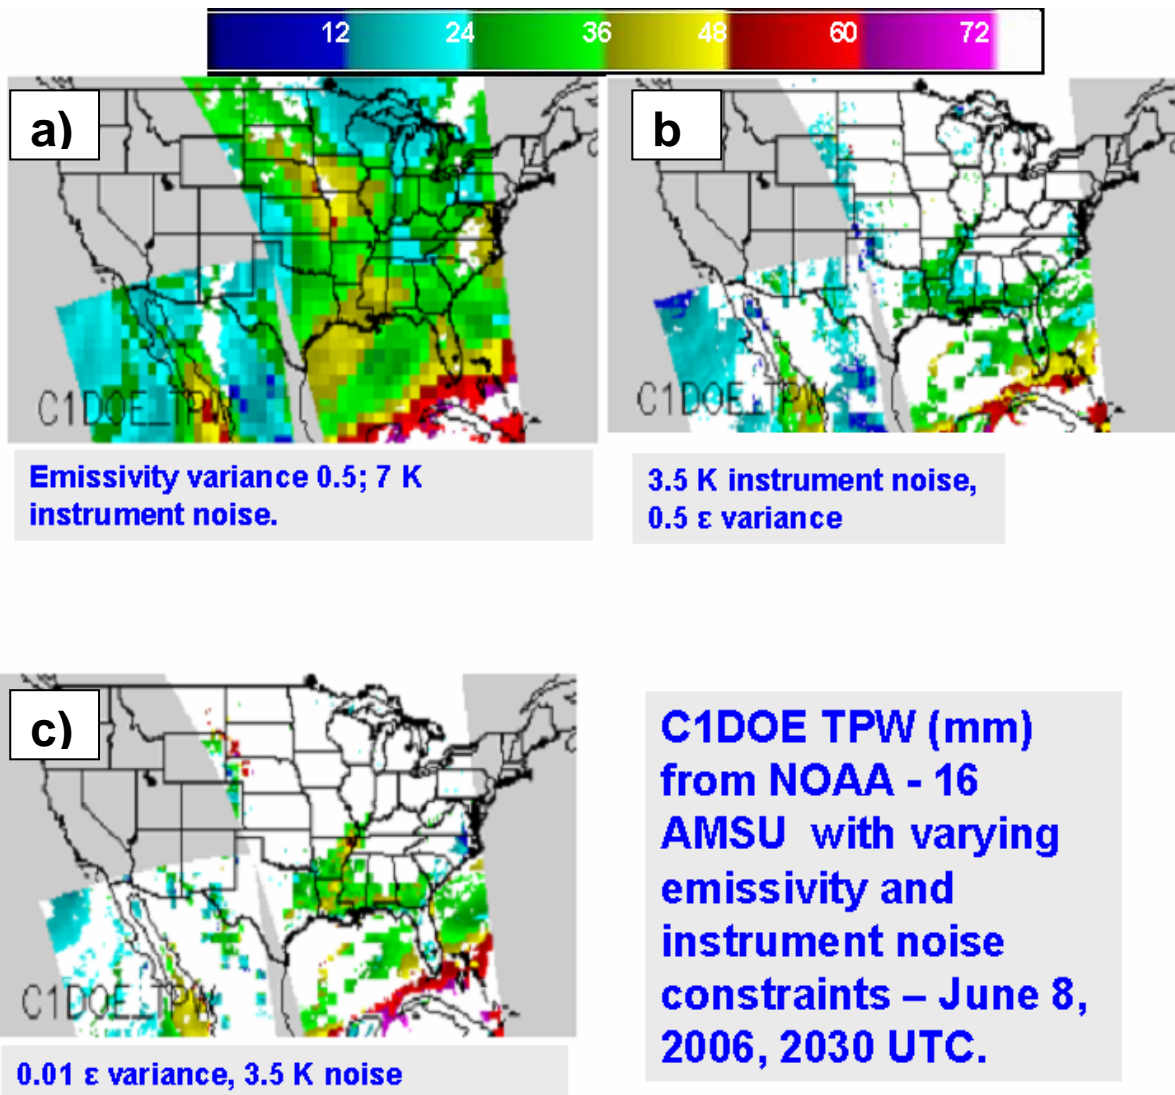 12 24 36 48 60 72
a)
b
C1DOE_TPW
C1DOE_TPW
Emissivity variance 0.5; 7 K
instrument noise.
3.5 K instrument noise,
0.5 ε variance
c)
C1DOE_TPW
0.01 ε variance, 3.5 K noise
C1DOE TPW (mm)
from NOAA - 16
AMSU with varying
emissivity and
instrument noise
constraints – June 8,
2006, 2030 UTC.